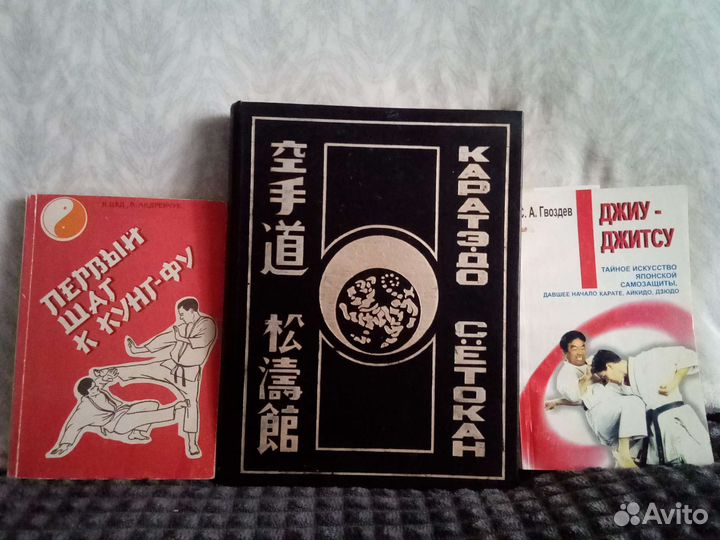 ПЕРВЫЙ
ШАГ
К КУНГ-ФУ
空手道
松濤館
КАРАТЭ-ДО
СЁТОКАН
С. А. Гвоздев
ДЖИУ -
ДЖИТСУ
ТАЙНОЕ ИСКУССТВО
ЯПОНСКОЙ
САМОЗАЩИТЫ,
ДАВШЕЕ НАЧАЛО КАРАТЕ, АЙКИДО, ДЗЮДО
Avito